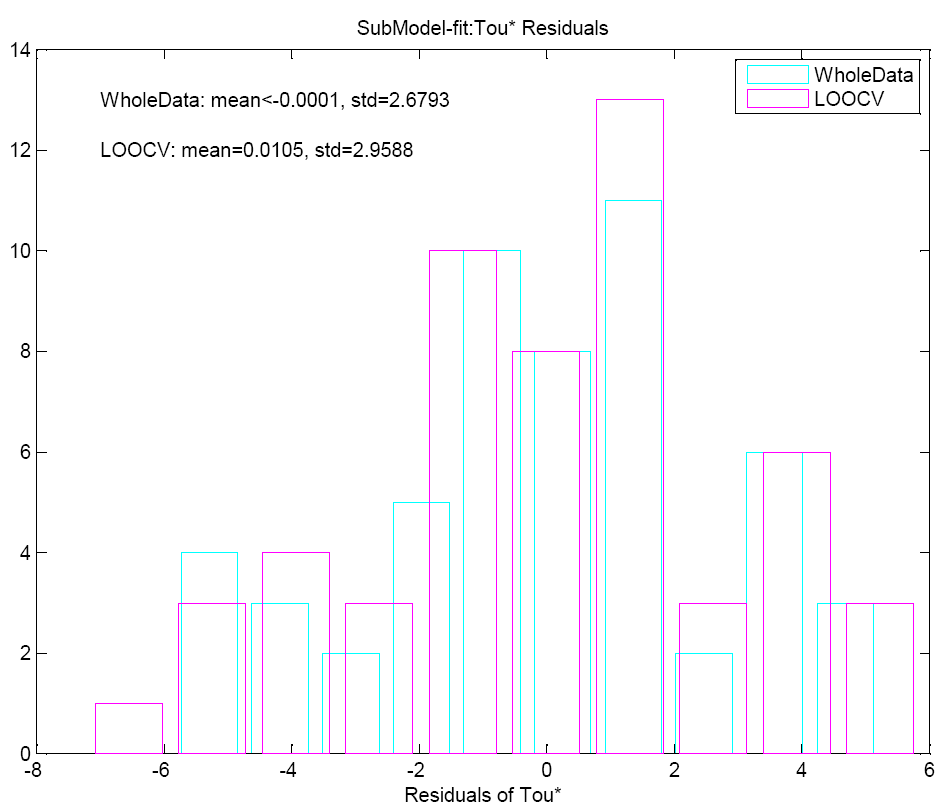 SubModel-fit:Tou* Residuals
14
12
10
8
6
4
2
0
WholeData: mean<-0.0001, std=2.6793
LOOCV: mean=0.0105, std=2.9588
WholeData
LOOCV
-8 -6 -4 -2 0 2 4 6
Residuals of Tou*